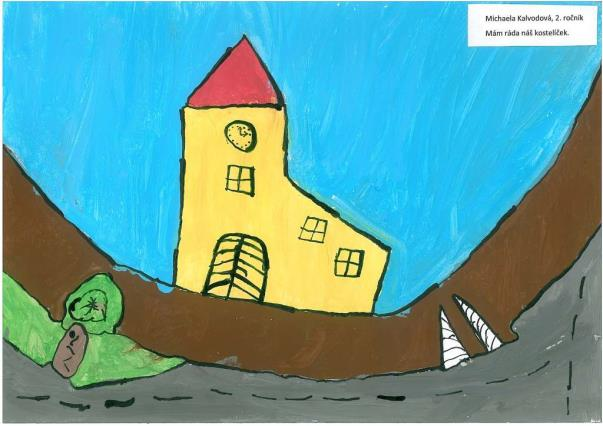 Michaela Kalvodová, 2. ročník
Mám ráda náš kostelíček.